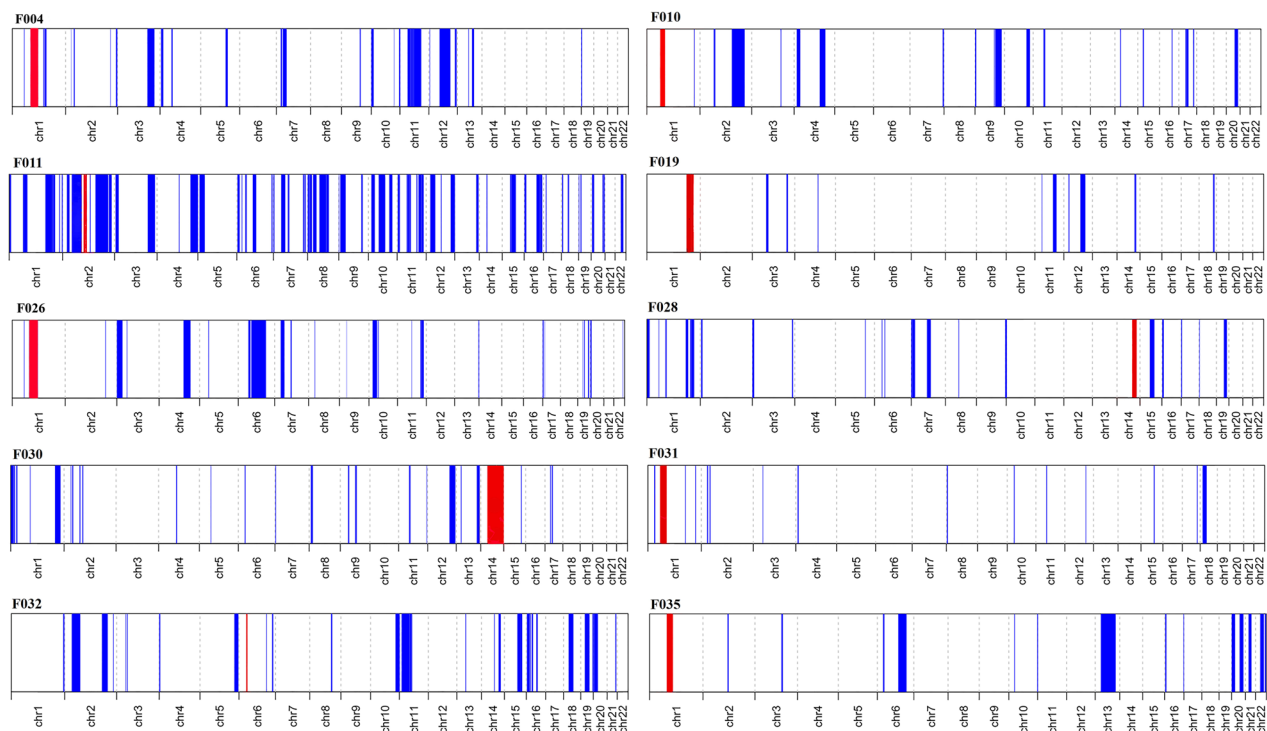 F004
chr1 chr2 chr3 chr4 chr5 chr6 chr7 chr8 chr9 chr10 chr11 chr12 chr13 chr14 chr15 chr16 chr17 chr18 chr19 chr20 chr21 chr22
F010
chr1 chr2 chr3 chr4 chr5 chr6 chr7 chr8 chr9 chr10 chr11 chr12 chr13 chr14 chr15 chr16 chr17 chr18 chr19 chr20 chr21 chr22
F011
chr1 chr2 chr3 chr4 chr5 chr6 chr7 chr8 chr9 chr10 chr11 chr12 chr13 chr14 chr15 chr16 chr17 chr18 chr19 chr20 chr21 chr22
F019
chr1 chr2 chr3 chr4 chr5 chr6 chr7 chr8 chr9 chr10 chr11 chr12 chr13 chr14 chr15 chr16 chr17 chr18 chr19 chr20 chr21 chr22
F026
chr1 chr2 chr3 chr4 chr5 chr6 chr7 chr8 chr9 chr10 chr11 chr12 chr13 chr14 chr15 chr16 chr17 chr18 chr19 chr20 chr21 chr22
F028
chr1 chr2 chr3 chr4 chr5 chr6 chr7 chr8 chr9 chr10 chr11 chr12 chr13 chr14 chr15 chr16 chr17 chr18 chr19 chr20 chr21 chr22
F030
chr1 chr2 chr3 chr4 chr5 chr6 chr7 chr8 chr9 chr10 chr11 chr12 chr13 chr14 chr15 chr16 chr17 chr18 chr19 chr20 chr21 chr22
F031
chr1 chr2 chr3 chr4 chr5 chr6 chr7 chr8 chr9 chr10 chr11 chr12 chr13 chr14 chr15 chr16 chr17 chr18 chr19 chr20 chr21 chr22
F032
chr1 chr2 chr3 chr4 chr5 chr6 chr7 chr8 chr9 chr10 chr11 chr12 chr13 chr14 chr15 chr16 chr17 chr18 chr19 chr20 chr21 chr22
F035
chr1 chr2 chr3 chr4 chr5 chr6 chr7 chr8 chr9 chr10 chr11 chr12 chr13 chr14 chr15 chr16 chr17 chr18 chr19 chr20 chr21 chr22